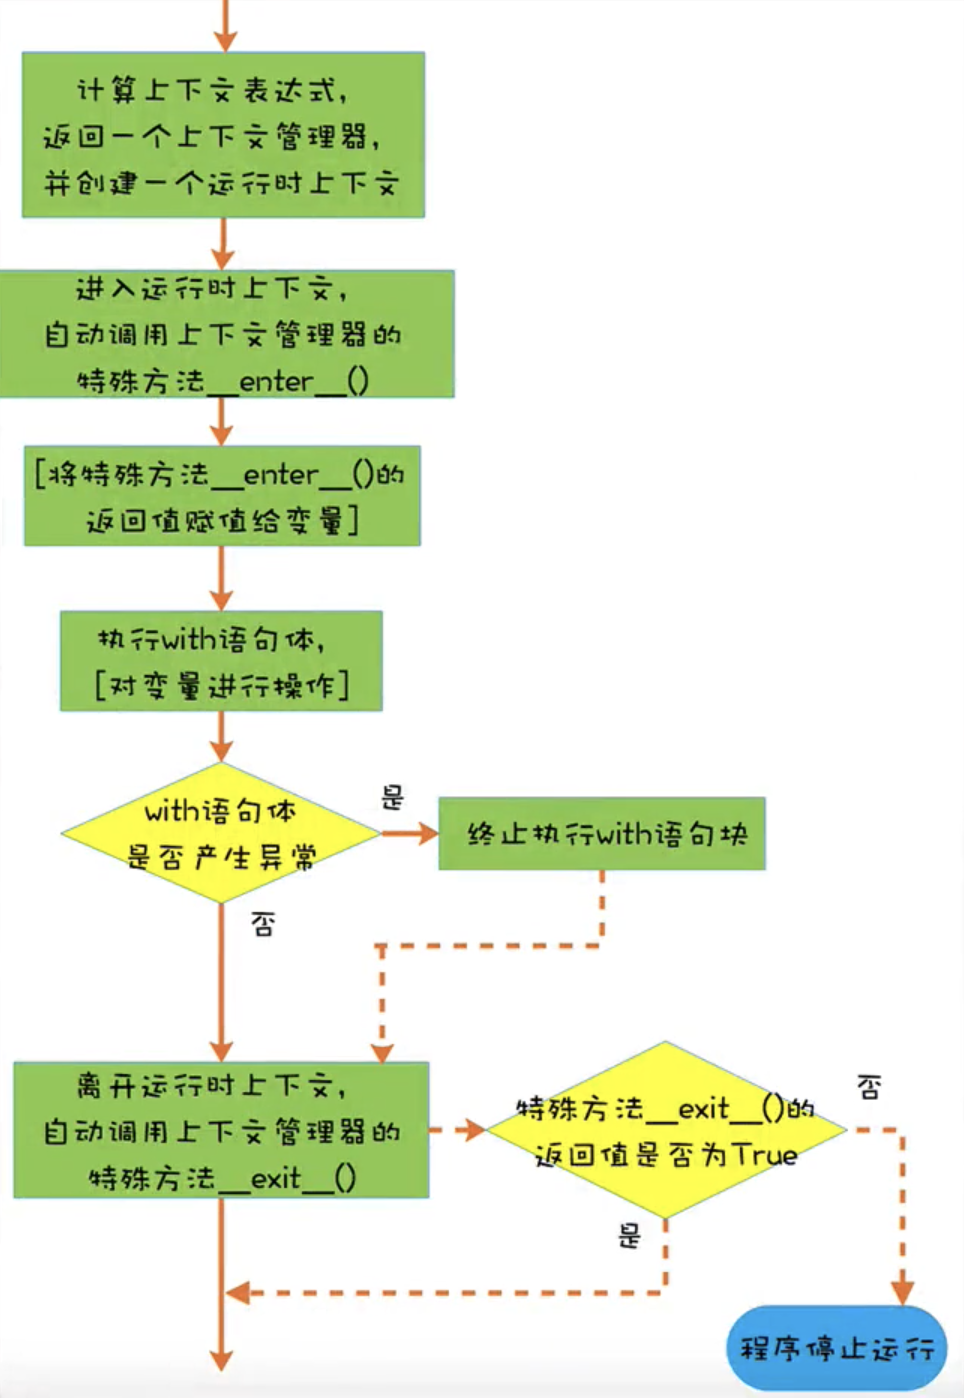 计算上下文表达式,
返回一个上下文管理器,
并创建一个运行时上下文
进入运行时上下文,
自动调用上下文管理器的
特殊方法__enter__()
[将特殊方法__enter__()的
返回值赋值给变量]
执行with语句体,
[对变量进行操作]
with语句体
是否产生异常
是
终止执行with语句块
否
离开运行时上下文,
自动调用上下文管理器的
特殊方法__exit__()
特殊方法__exit__()的
返回值是否为True
否
是
程序停止运行